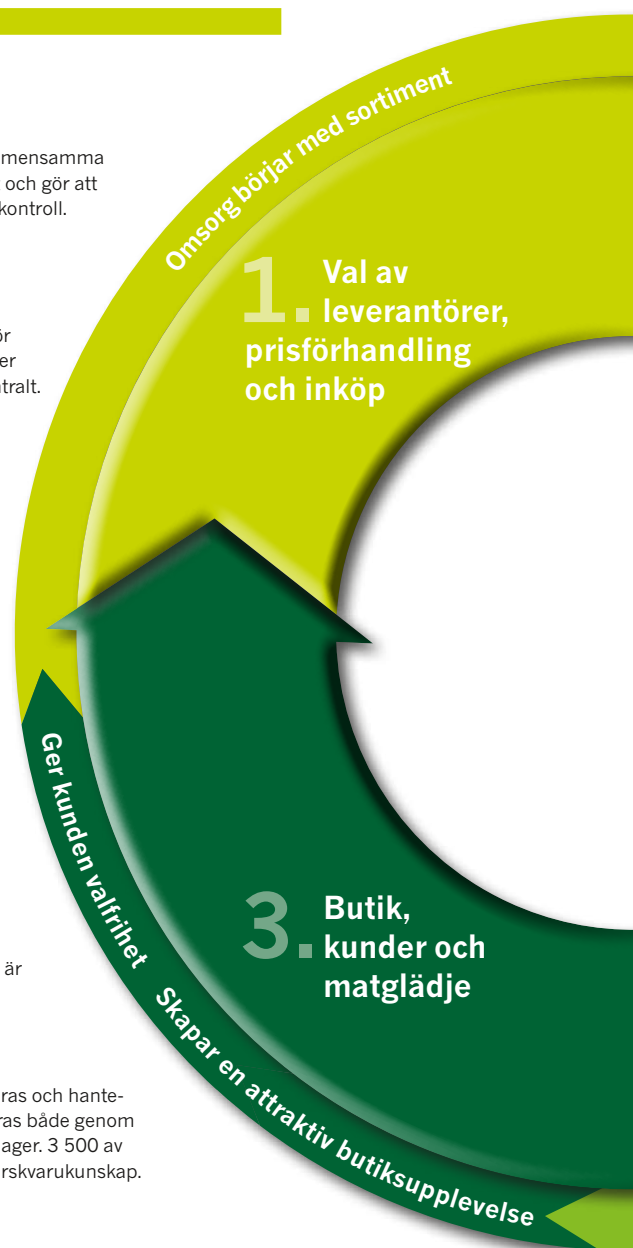 Omsorg börjar med sortiment
mensamma
och gör att
kontroll.
1. Val av
leverantörer,
prisförhandling
och inköp
ör
er
tralt.
Ger kunden valfrihet
3. Butik,
kunder och
matglädje
är
Skapar en attraktiv butiksupplevelse
ras och hante-
ras både genom
ager. 3 500 av
rskvarukunskap.